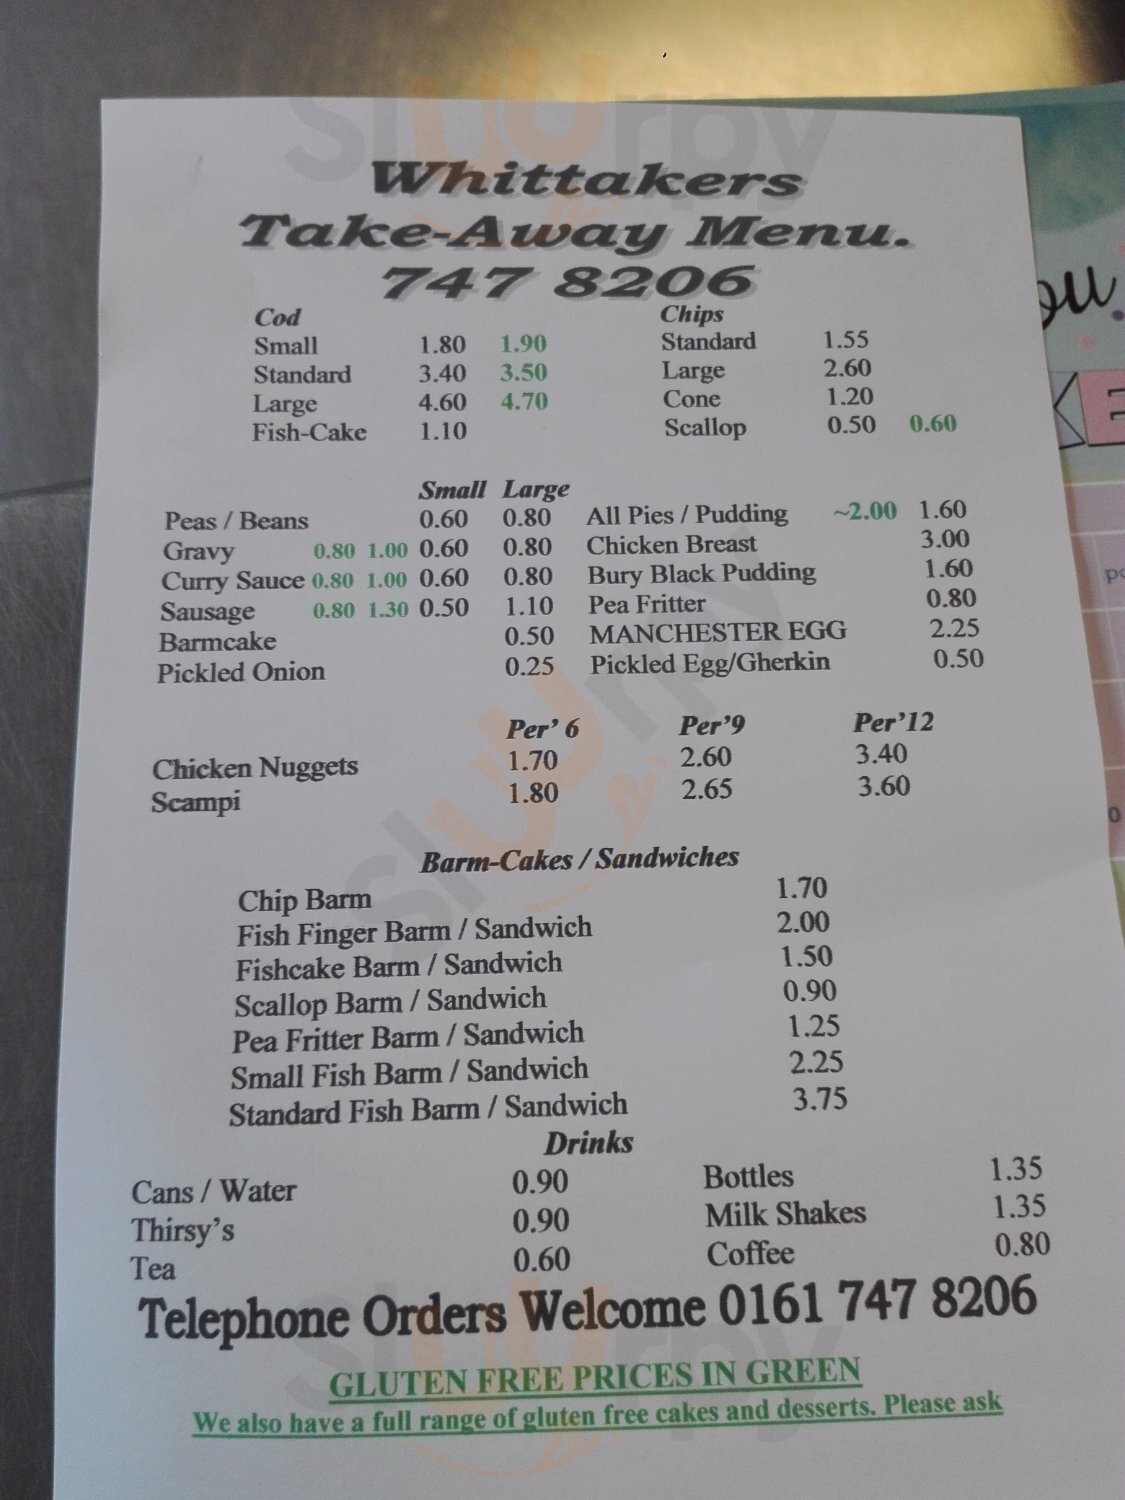 Whittakers
Take-Away Menu.
747 8206
Cod
Small 1.80 1.90
Standard 3.40 3.50
Large 4.60 4.70
Fish-Cake 1.10
Chips
Standard 1.55
Large 2.60
Cone 1.20
Scallop 0.50 0.60
Small Large
Peas / Beans 0.60 0.80
Gravy 0.80 1.00 0.60 0.80
Curry Sauce 0.80 1.00 0.60 0.80
Sausage 0.80 1.30 0.50 1.10
Barmcake 0.50
Pickled Onion 0.25
All Pies / Pudding ~2.00 1.60
Chicken Breast 3.00
Bury Black Pudding 1.60
Pea Fritter 0.80
MANCHESTER EGG 2.25
Pickled Egg/Gherkin 0.50
Per' 6 Per'9 Per'12
Chicken Nuggets 1.70 2.60 3.40
Scampi 1.80 2.65 3.60
Barm-Cakes / Sandwiches
Chip Barm 1.70
Fish Finger Barm / Sandwich 2.00
Fishcake Barm / Sandwich 1.50
Scallop Barm / Sandwich 0.90
Pea Fritter Barm / Sandwich 1.25
Small Fish Barm / Sandwich 2.25
Standard Fish Barm / Sandwich 3.75
Drinks
Cans / Water 0.90
Thirsy's 0.90
Tea 0.60
Bottles 1.35
Milk Shakes 1.35
Coffee 0.80
Telephone Orders Welcome 0161 747 8206
GLUTEN FREE PRICES IN GREEN
We also have a full range of gluten free cakes and desserts. Please ask
sluurpy
sluurpy
sluurpy